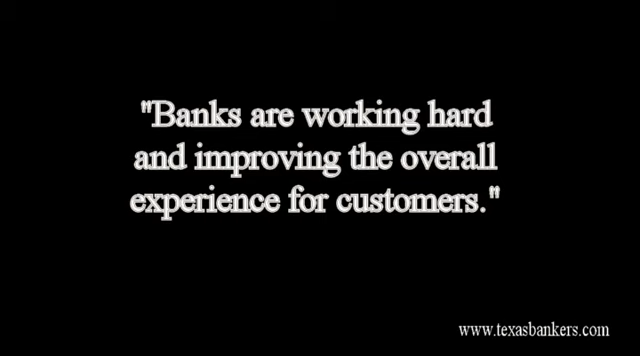 "Banks are working hard
and improving the overall
experience for customers."
www.texasbankers.com